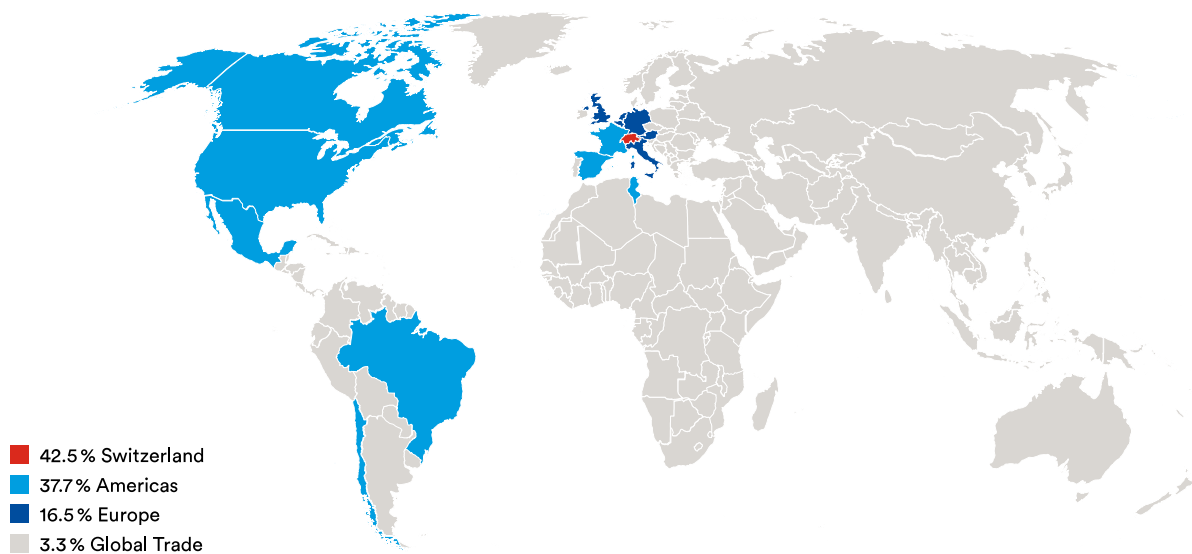 42.5 % Switzerland
37.7 % Americas
16.5 % Europe
3.3 % Global Trade